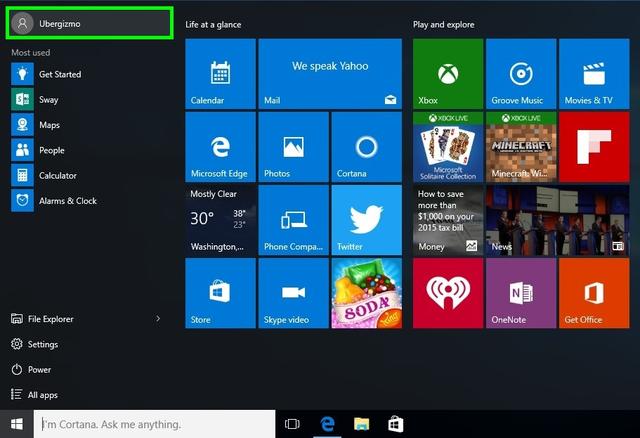 Ubergizmo
Most used
Get Started
Sway
Maps
People
Calculator
Alarms & Clock
File Explorer
Settings
Power
All apps
Life at a glance
Calendar
We speak Yahoo
Mail
Microsoft Edge
Photos
Cortana
Mostly Clear
30°
38°
23°
Washington,...
Phone Compa...
Twitter
Store
Skype video
SODA
King
Play and explore
Xbox
Groove Music
Movies & TV
XBOX LIVE
Microsoft
Solitaire Collection
XBOX LIVE
MINECRAFT
Minecraft: Wi...
How to save
more than
$1,000 on your
2015 tax bill
Money
News
OneNote
Get Office
I'm Cortana. Ask me anything.